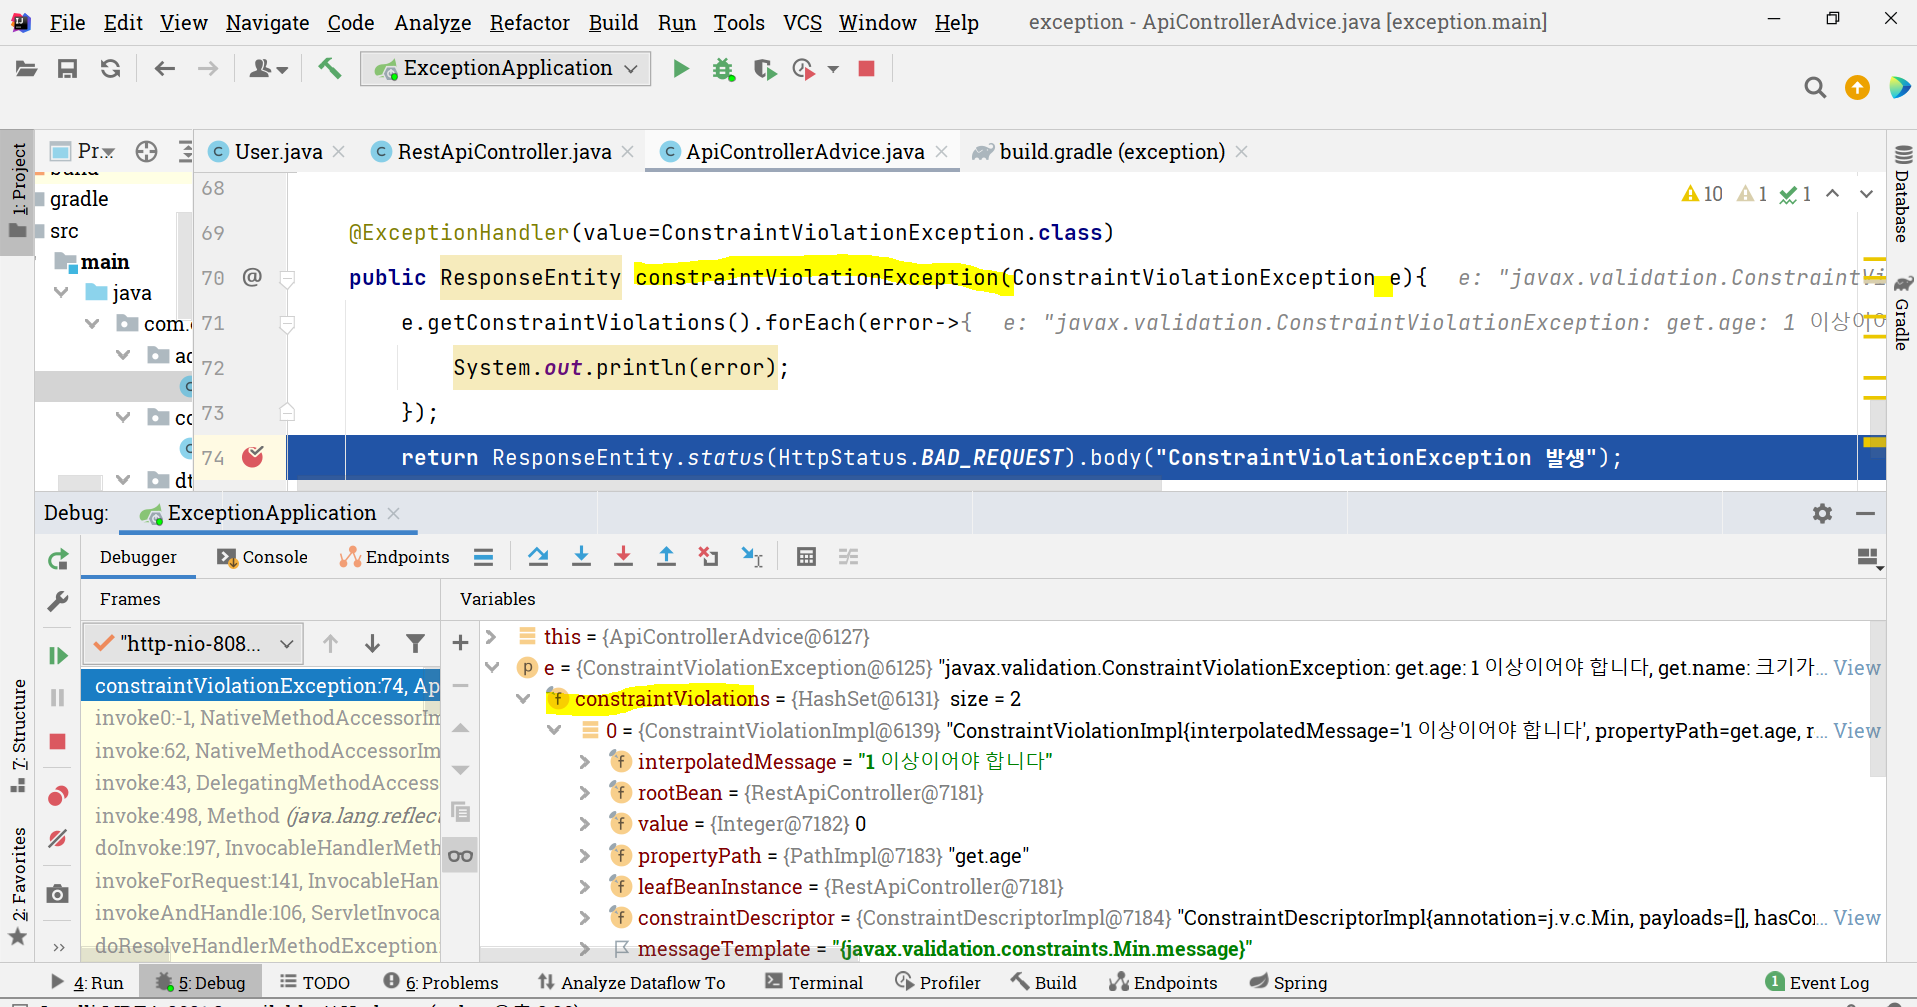 File Edit View Navigate Code Analyze Refactor Build Run Tools VCS Window Help exception - ApiControllerAdvice.java [exception.main]
ExceptionApplication
1: Project
Pr...
User.java
RestApiController.java
ApiControllerAdvice.java
build.gradle (exception)
build
gradle
src
main
java
com.
ac
cc
dt
10 1 1
68
69 @ExceptionHandler(value=ConstraintViolationException.class)
70 @ public ResponseEntity constraintViolationException(ConstraintViolationException e){ e: "javax.validation.ConstraintVi
71 e.getConstraintViolations().forEach(error->{ e: "javax.validation.ConstraintViolationException: get.age: 1 이상이어
72 System.out.println(error);
73 });
74 return ResponseEntity.status(HttpStatus.BAD_REQUEST).body("ConstraintViolationException 발생");
Database
Gradle
Debug: ExceptionApplication
Debugger Console Endpoints
Frames
Variables
"http-nio-808...
constraintViolationException:74, Ap
invoke0:-1, NativeMethodAccessorIm
invoke:62, NativeMethodAccessorIm
invoke:43, DelegatingMethodAccess
invoke:498, Method (java.lang.reflect
doInvoke:197, InvocableHandlerMeth
invokeForRequest:141, InvocableHan
invokeAndHandle:106, ServletInvoca
doResolveHandlerMethodException:
this = {ApiControllerAdvice@6127}
e = {ConstraintViolationException@6125} "javax.validation.ConstraintViolationException: get.age: 1 이상이어야 합니다, get.name: 크기가... View
constraintViolations = {HashSet@6131} size = 2
0 = {ConstraintViolationImpl@6139} "ConstraintViolationImpl{interpolatedMessage='1 이상이어야 합니다', propertyPath=get.age, r... View
interpolatedMessage = "1 이상이어야 합니다"
rootBean = {RestApiController@7181}
value = {Integer@7182} 0
propertyPath = {PathImpl@7183} "get.age"
leafBeanInstance = {RestApiController@7181}
constraintDescriptor = {ConstraintDescriptorImpl@7184} "ConstraintDescriptorImpl{annotation=j.v.c.Min, payloads=[], hasCo... View
messageTemplate = "{javax.validation.constraints.Min.message}"
7: Structure
2: Favorites
4: Run 5: Debug TODO 6: Problems Analyze Dataflow To Terminal Profiler Build Endpoints Spring 1 Event Log